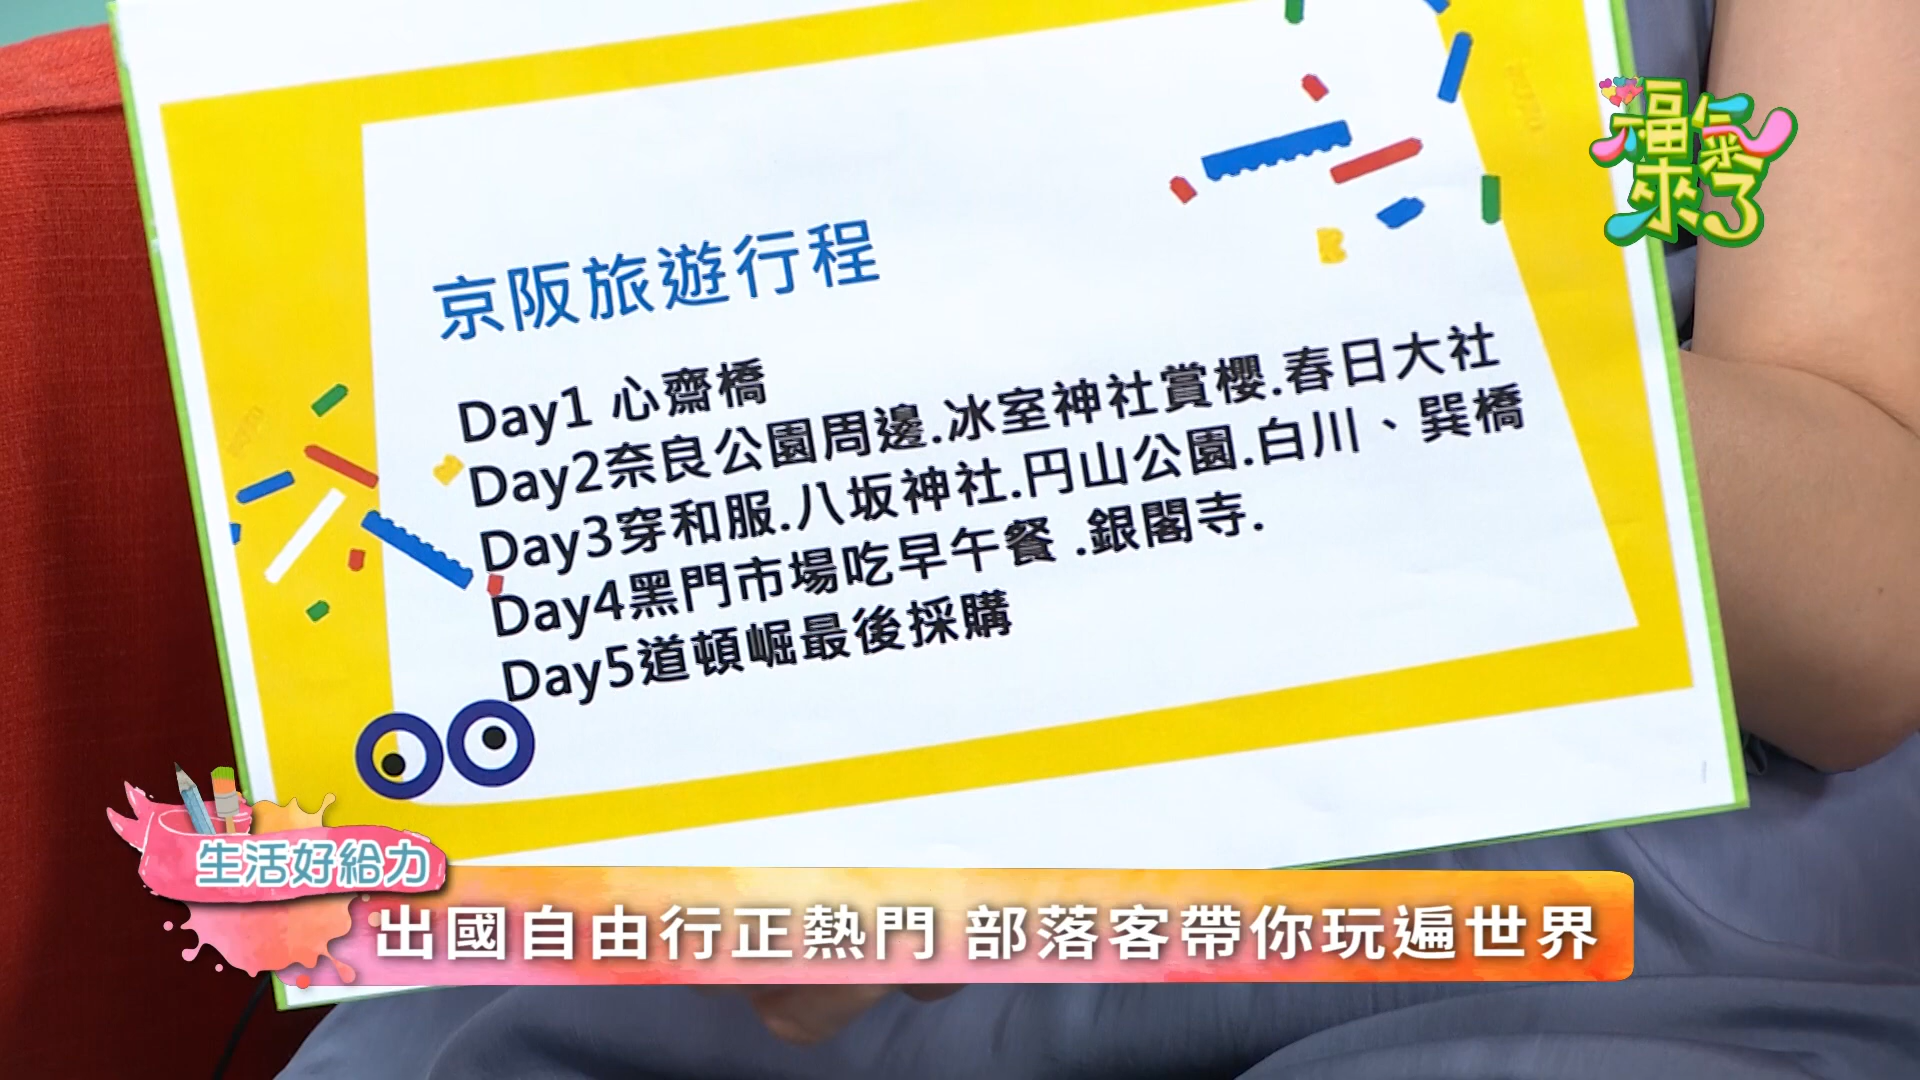 福氣來了
京阪旅遊行程
Day1 心齋橋
Day2奈良公園周邊.冰室神社賞櫻.春日大社
Day3穿和服.八坂神社.円山公園.白川、巽橋
Day4黑門市場吃早午餐 .銀閣寺.
Day5道頓崛最後採購
生活好給力
出國自由行正熱門 部落客帶你玩遍世界